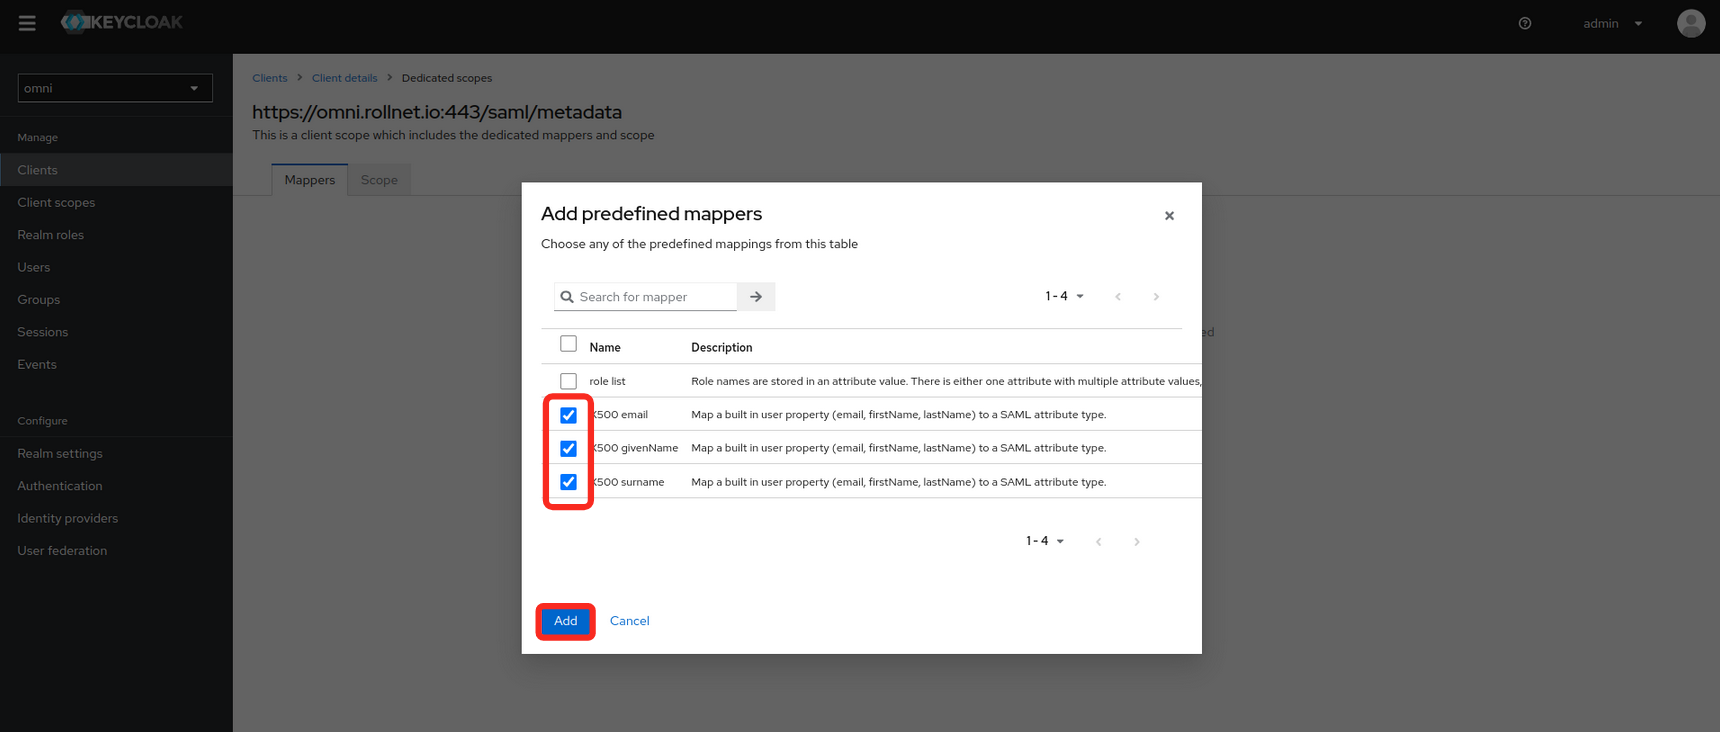 KEYCLOAK
admin
omni
Manage
Clients
Client scopes
Realm roles
Users
Groups
Sessions
Events
Configure
Realm settings
Authentication
Identity providers
User federation
Clients > Client details > Dedicated scopes
https://omni.rollnet.io:443/saml/metadata
This is a client scope which includes the dedicated mappers and scope
Mappers Scope
Add predefined mappers
Choose any of the predefined mappings from this table
Search for mapper
1 - 4
Name Description
role list Role names are stored in an attribute value. There is either one attribute with multiple attribute values,
X500 email Map a built in user property (email, firstName, lastName) to a SAML attribute type.
X500 givenName Map a built in user property (email, firstName, lastName) to a SAML attribute type.
X500 surname Map a built in user property (email, firstName, lastName) to a SAML attribute type.
1 - 4
Add Cancel